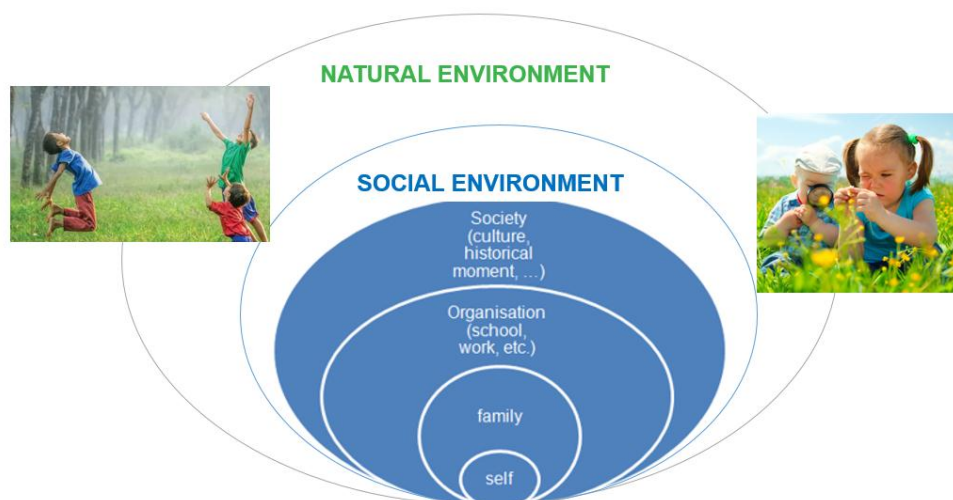 NATURAL ENVIRONMENT
SOCIAL ENVIRONMENT
Society
(culture,
historical
moment, ...)
Organisation
(school,
work, etc.)
family
self